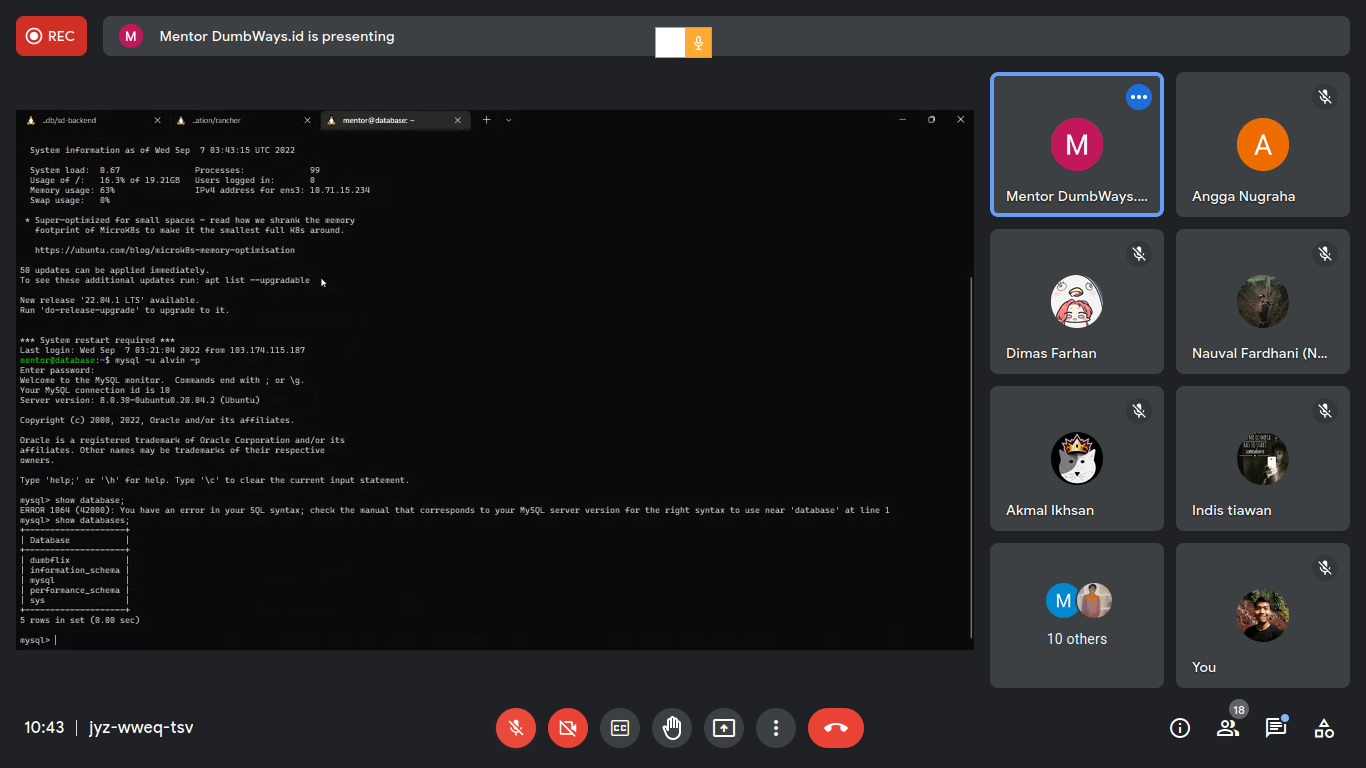 REC
M
Mentor DumbWays.id is presenting
_db/sd-backend
..ation/rancher
mentor@database: ~
System information as of Wed Sep  7 03:43:15 UTC 2022
System load:  0.67               Processes:             99
Usage of /:   16.3% of 19.21GB   Users logged in:       0
Memory usage: 63%                IPv4 address for ens3: 10.71.15.234
Swap usage:   0%
* Super-optimized for small spaces - read how we shrank the memory
footprint of MicroK8s to make it the smallest full K8s around.
https://ubuntu.com/blog/microk8s-memory-optimisation
50 updates can be applied immediately.
To see these additional updates run: apt list --upgradable
New release '22.04.1 LTS' available.
Run 'do-release-upgrade' to upgrade to it.
*** System restart required ***
Last login: Wed Sep  7 03:21:04 2022 from 103.174.115.187
mentor@database:~$ mysql -u alvin -p
Enter password:
Welcome to the MySQL monitor.  Commands end with ; or \g.
Your MySQL connection id is 10
Server version: 8.0.30-0ubuntu0.20.04.2 (Ubuntu)
Copyright (c) 2000, 2022, Oracle and/or its affiliates.
Oracle is a registered trademark of Oracle Corporation and/or its
affiliates. Other names may be trademarks of their respective
owners.
Type 'help;' or '\h' for help. Type '\c' to clear the current input statement.
mysql> show database;
ERROR 1064 (42000): You have an error in your SQL syntax; check the manual that corresponds to your MySQL server version for the right syntax to use near 'database' at line 1
mysql> show databases;
+--------------------+
| Database           |
+--------------------+
| dumbflix           |
| information_schema |
| mysql              |
| performance_schema |
| sys                |
+--------------------+
5 rows in set (0.00 sec)
mysql>
M
Mentor DumbWays....
A
Angga Nugraha
Dimas Farhan
Nauval Fardhani (N...
Akmal Ikhsan
Indis tiawan
M
10 others
You
10:43 | jyz-wweq-tsv
CC
18